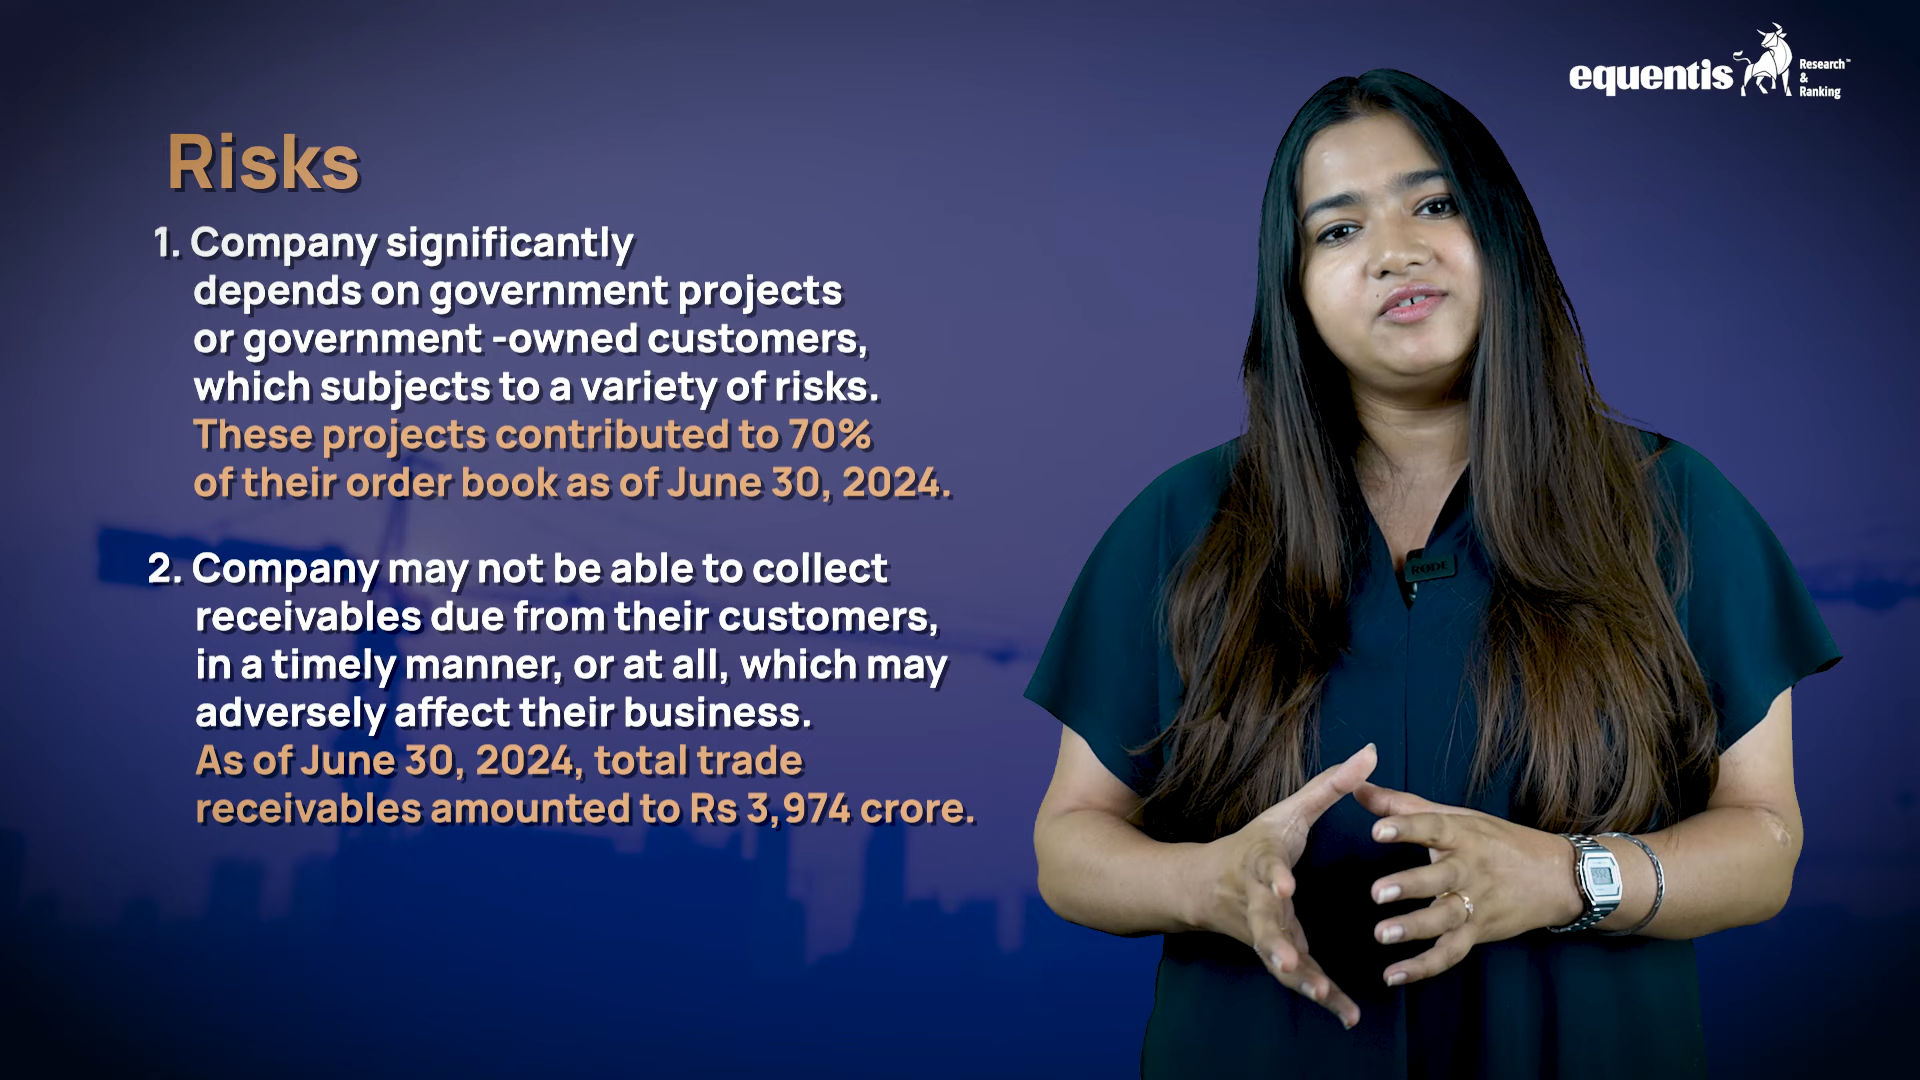 equentis
Research™
&
Ranking
Risks
1. Company significantly
depends on government projects
or government -owned customers,
which subjects to a variety of risks.
These projects contributed to 70%
of their order book as of June 30, 2024.
2. Company may not be able to collect
receivables due from their customers,
in a timely manner, or at all, which may
adversely affect their business.
As of June 30, 2024, total trade
receivables amounted to Rs 3,974 crore.
RODE